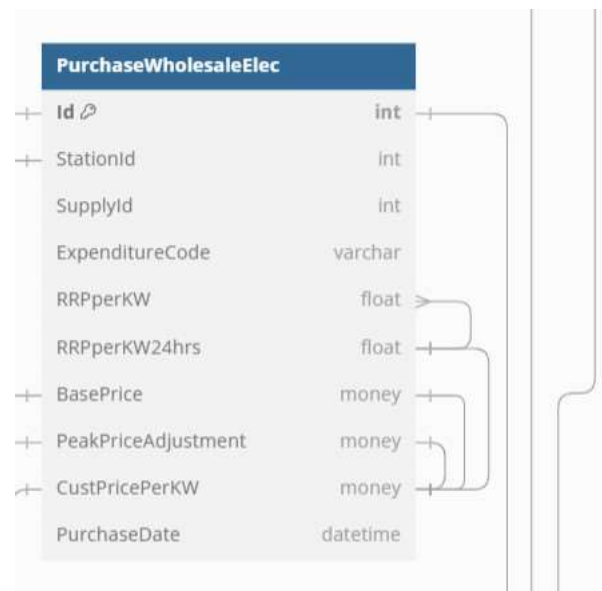 PurchaseWholesaleElec
Id int
StationId int
SupplyId int
ExpenditureCode varchar
RRPperKW float
RRPperKW24hrs float
BasePrice money
PeakPriceAdjustment money
CustPricePerKW money
PurchaseDate datetime